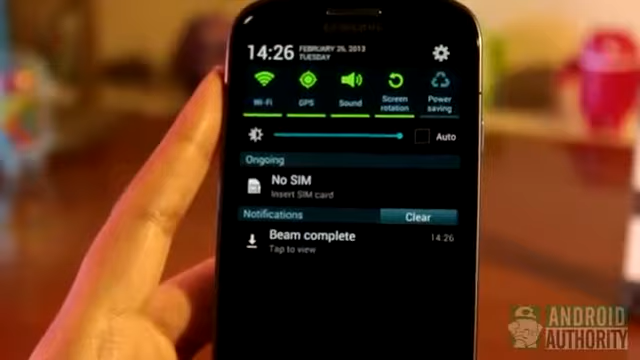 SAMSUNG
14:26 FEBRUARY 26, 2013
TUESDAY
Wi-Fi GPS Sound Screen rotation Power saving
Auto
Ongoing
No SIM
Insert SIM card
Notifications Clear
Beam complete 14:26
Tap to view
ANDROID
AUTHORITY